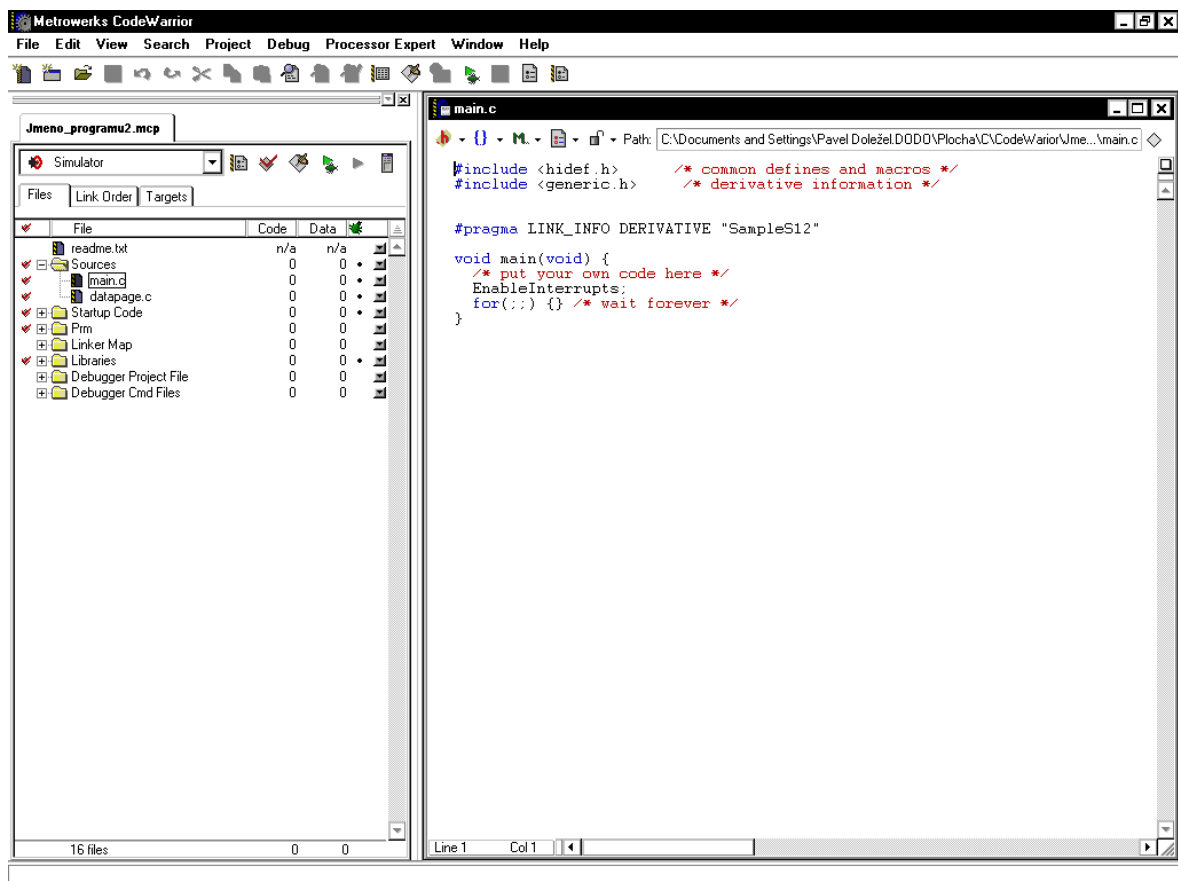 Metrowerks CodeWarrior
File Edit View Search Project Debug Processor Expert Window Help
Jmeno_programu2.mcp
Simulator
Files Link Order Targets
File Code Data
readme.txt n/a n/a
Sources 0 0 •
main.c 0 0 •
datapage.c 0 0 •
Startup Code 0 0 •
Prm 0 0
Linker Map 0 0
Libraries 0 0 •
Debugger Project File 0 0
Debugger Cmd Files 0 0
16 files 0 0
main.c
h {} M. Path: C:\Documents and Settings\Pavel Doležel.DODO\Plocha\C\CodeWarior\Jme...\main.c
#include <hidef.h> /* common defines and macros */
#include <generic.h> /* derivative information */
#pragma LINK_INFO DERIVATIVE "SampleS12"
void main(void) {
/* put your own code here */
EnableInterrupts;
for(;;) {} /* wait forever */
}
Line 1 Col 1